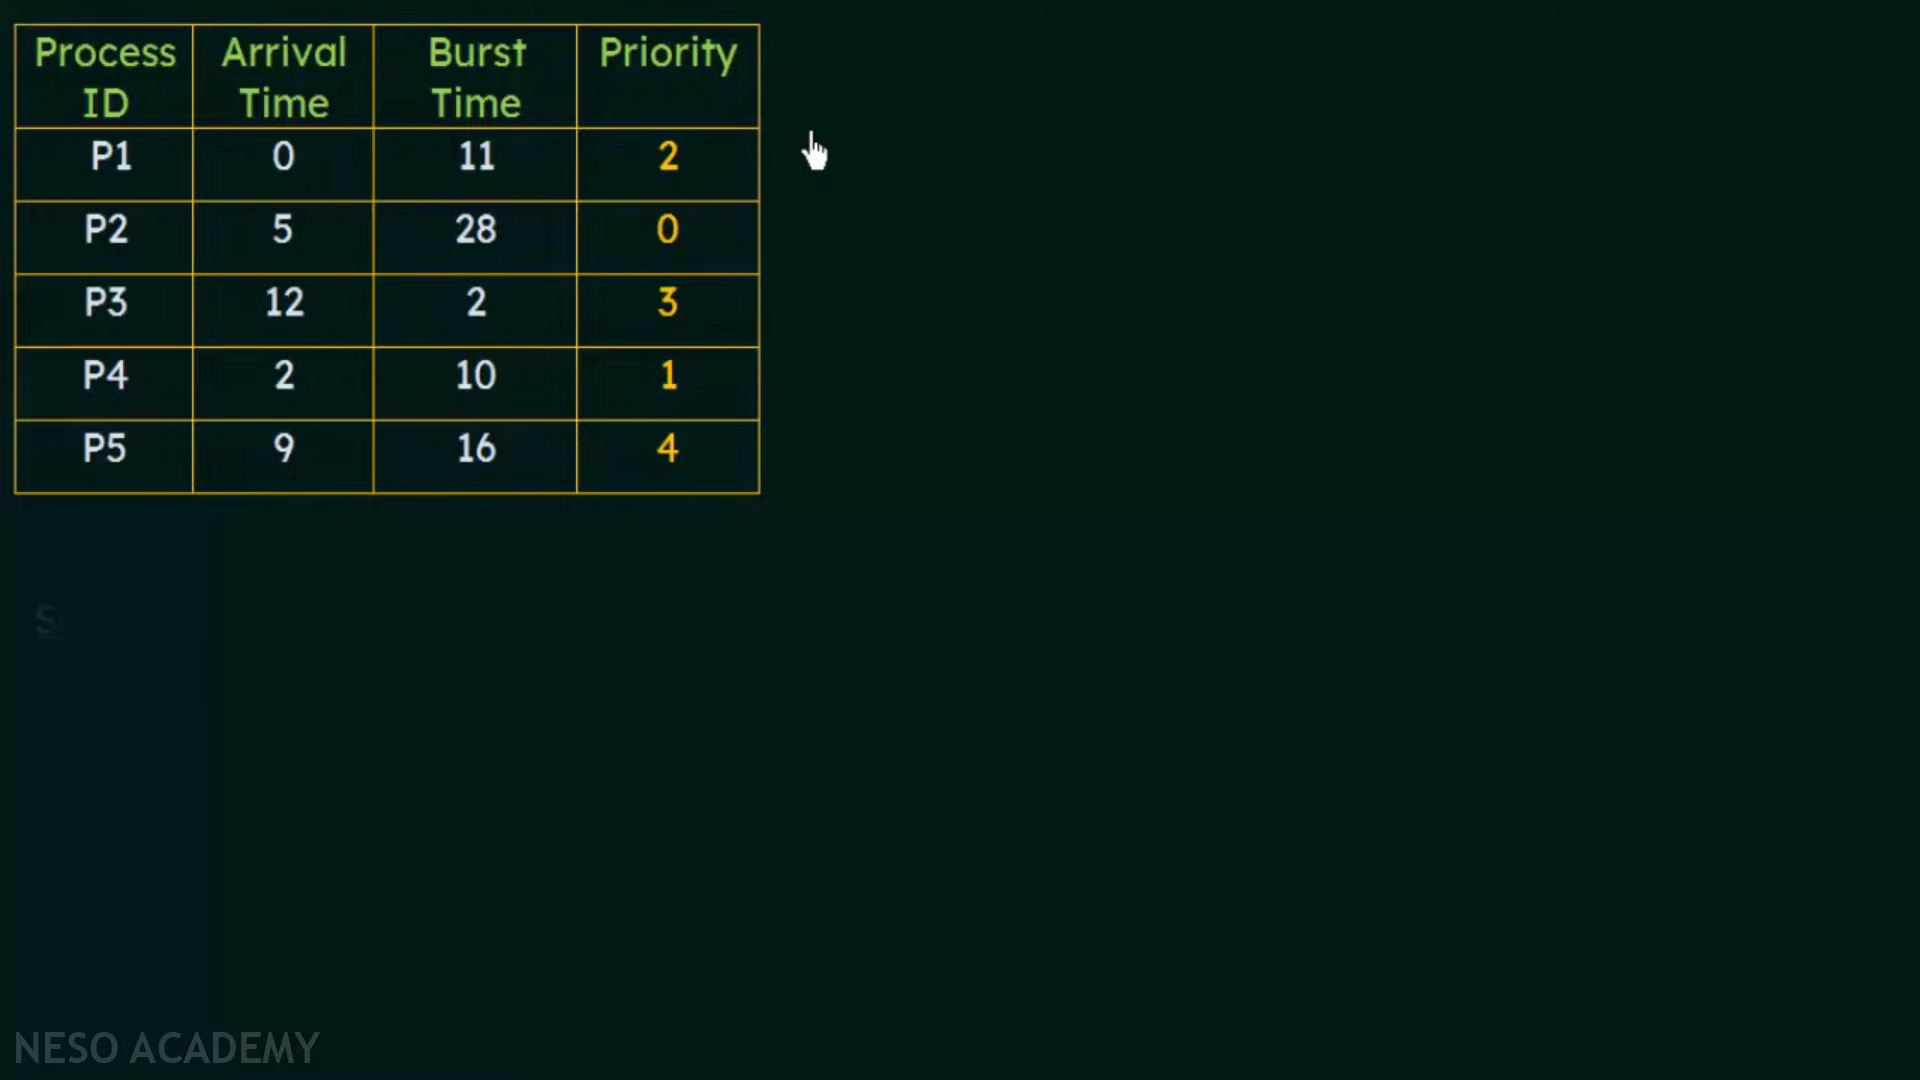 Process ID Arrival Time Burst Time Priority
P1 0 11 2
P2 5 28 0
P3 12 2 3
P4 2 10 1
P5 9 16 4
NESO ACADEMY